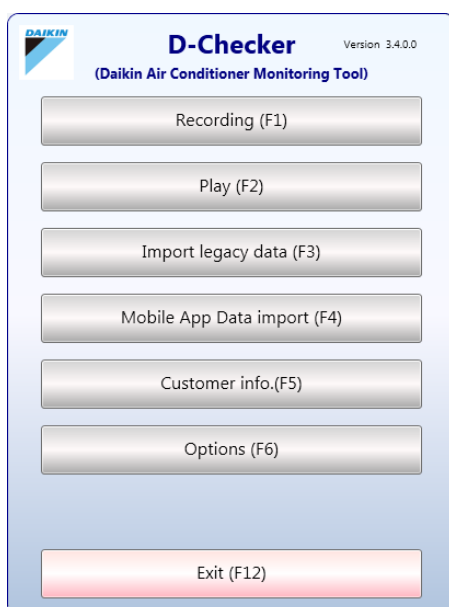 DAIKIN
D-Checker Version 3.4.0.0
(Daikin Air Conditioner Monitoring Tool)
Recording (F1)
Play (F2)
Import legacy data (F3)
Mobile App Data import (F4)
Customer info.(F5)
Options (F6)
Exit (F12)